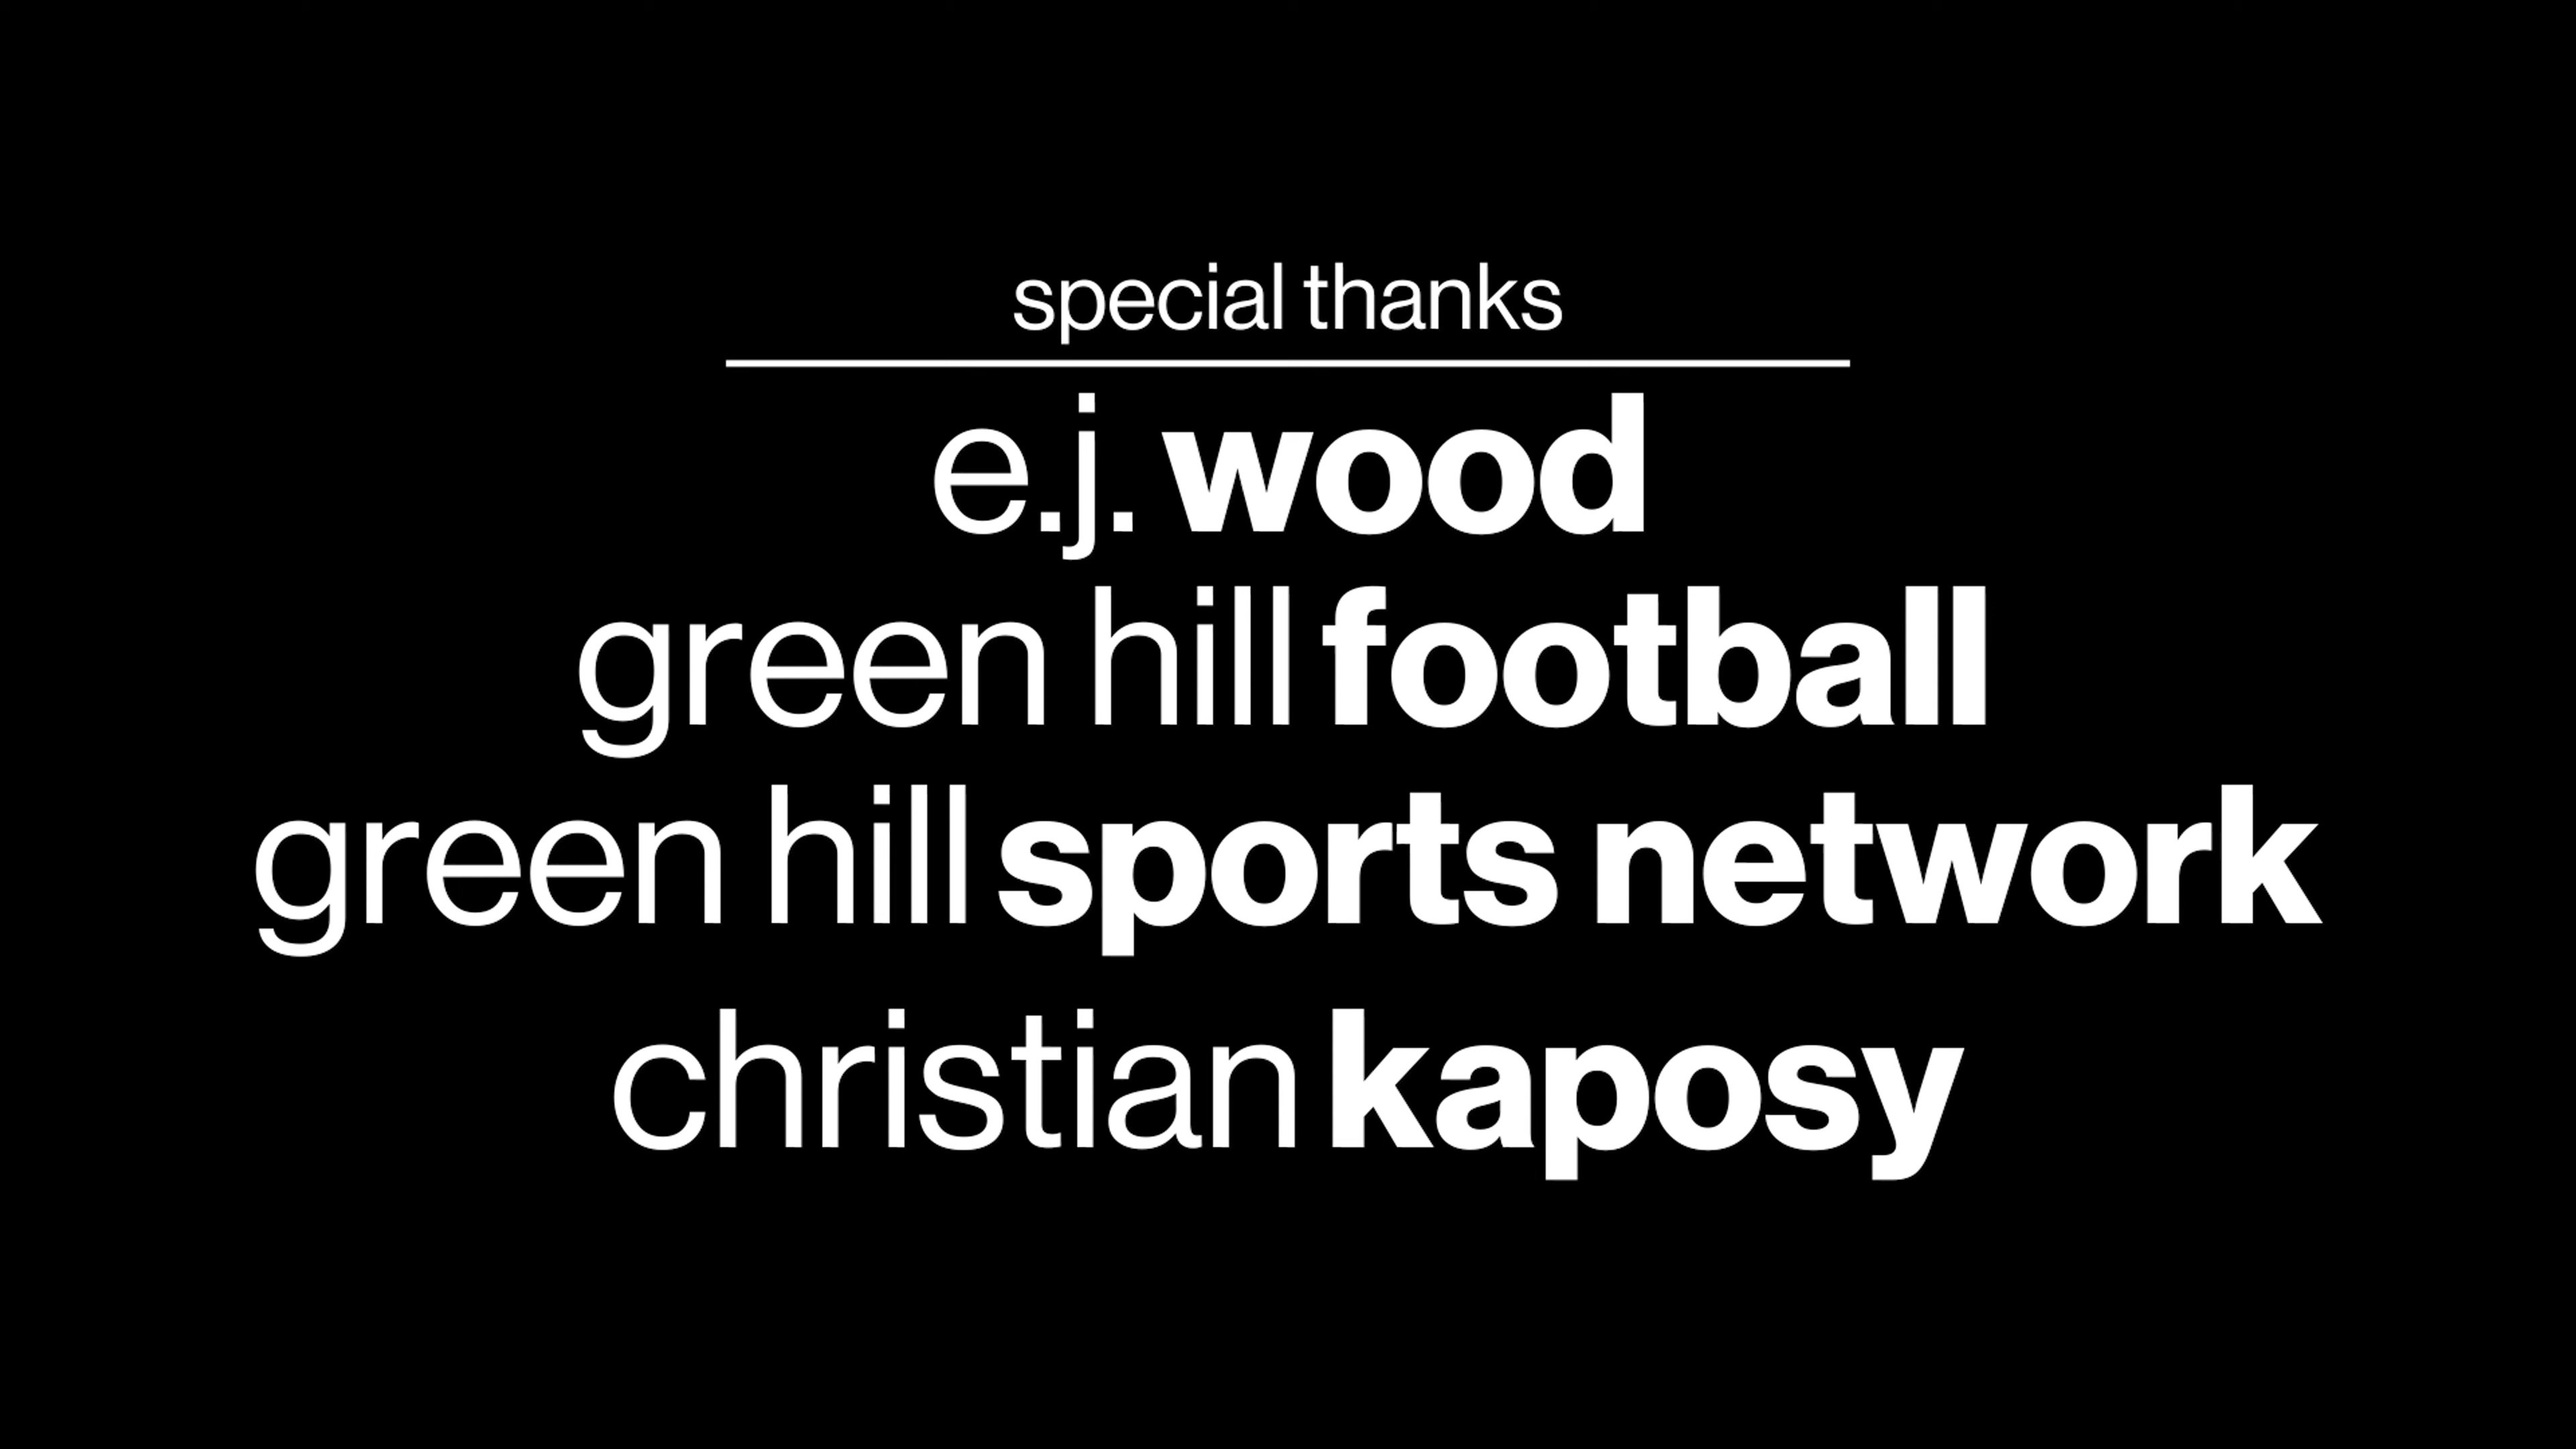 special thanks
e.j. wood
green hill football
green hill sports network
christian kaposy